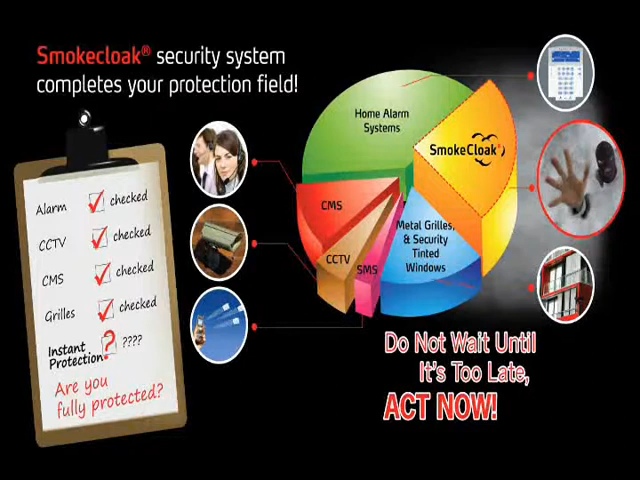 Smokecloak® security system
completes your protection field!
Home Alarm
Systems
SmokeCloak®
CMS
CCTV
SMS
Metal Grilles,
& Security
Tinted
Windows
Alarm checked
CCTV checked
CMS checked
Grilles checked
Instant
Protection ? ????
Are you
fully protected?
Do Not Wait Until
It's Too Late,
ACT NOW!